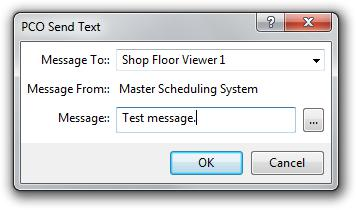 PCO Send Text
Message To:: Shop Floor Viewer 1
Message From:: Master Scheduling System
Message:: Test message. ...
OK Cancel